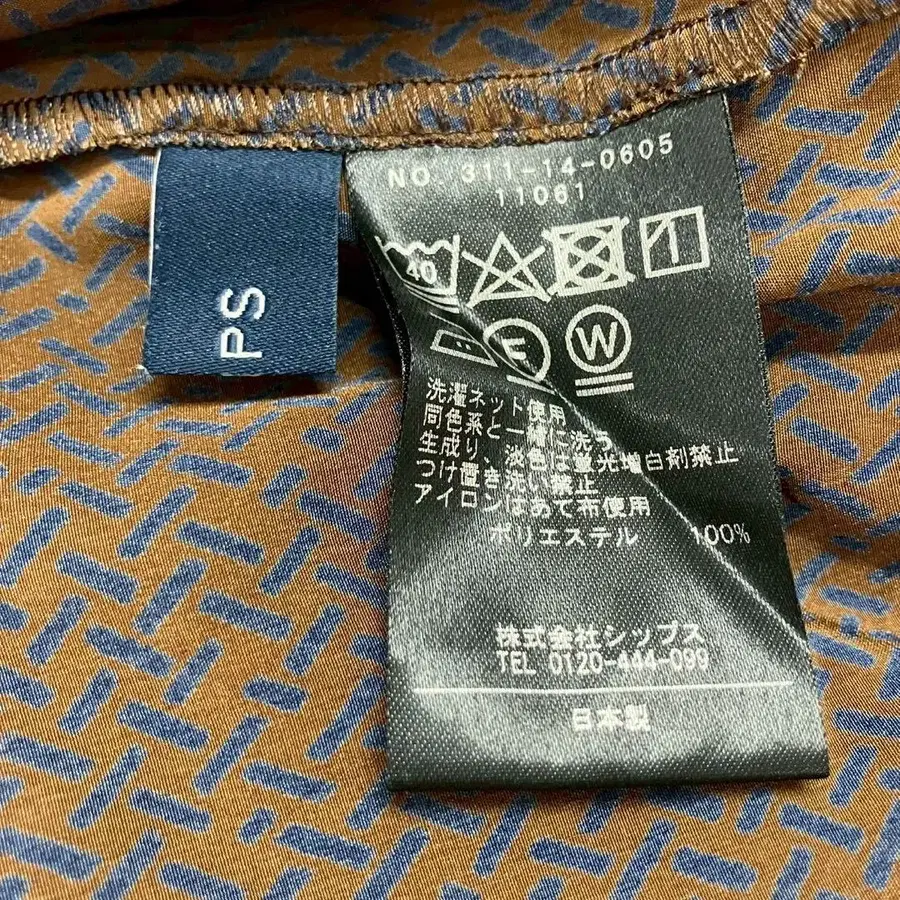 PS
NO. 311-14-0605
11061
40
F
W
洗濯ネット使用
同色系と一緒に洗う
生成り、淡色は蛍光増白剤禁止
つけ置き洗い禁止
アイロンはあて布使用
ポリエステル 100%
株式会社シップス
TEL 0120-444-099
日本製